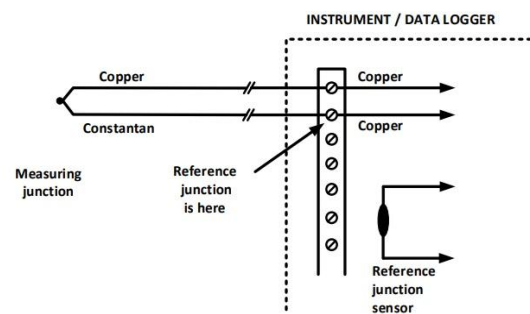 INSTRUMENT / DATA LOGGER
Copper
Copper
Constantan
Copper
Measuring
junction
Reference
junction
is here
Reference
junction
sensor